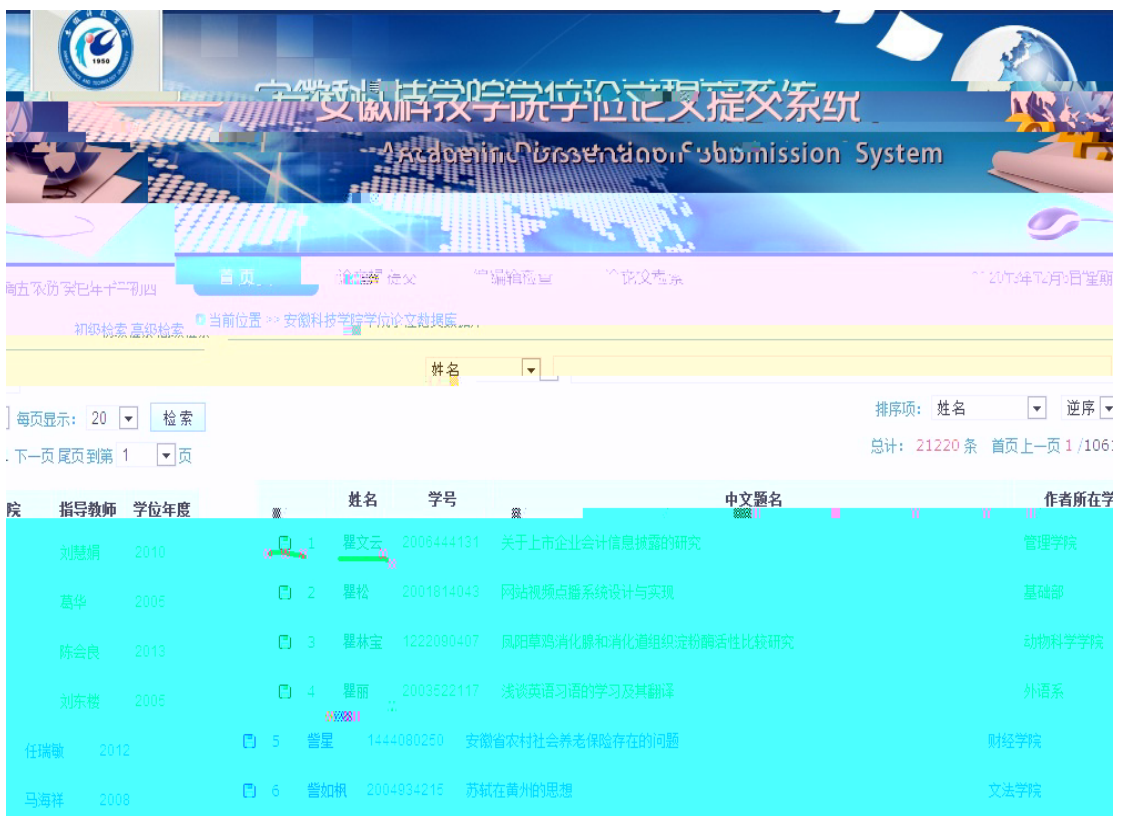 1950
安徽科技学院学位论文提交系统
Submission System
首页
初级检索 高级检索 当前位置 >> 安徽科技学院学位论文数据库
姓名
每页显示: 20 检索 排序项: 姓名 逆序
下一页 尾页 到第 1 页 总计: 21220 条 首页 上一页 1 /1061
院 指导教师 学位年度 姓名 学号 中文题名 作者所在学
刘慧娟 2010 1 瞿文云 2006444131 关于上市企业会计信息披露的研究 管理学院
葛华 2005 2 瞿松 2001814043 网站视频点播系统设计与实现 基础部
陈会良 2013 3 瞿林宝 1222090407 凤阳草鸡消化腺和消化道组织淀粉酶活性比较研究 动物科学学院
刘东楼 2005 4 瞿丽 2003522117 浅谈英语习语的学习及其翻译 外语系
任瑞敏 2012 5 訾星 1444080250 安徽省农村社会养老保险存在的问题 财经学院
马海祥 2008 6 訾如枫 2004934215 苏轼在黄州的思想 文法学院